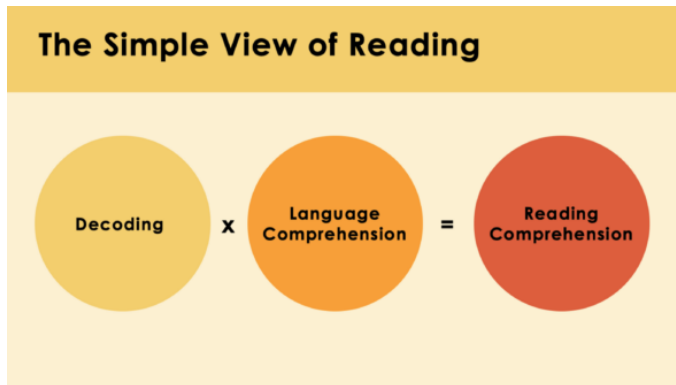 The Simple View of Reading
Decoding
x
Language
Comprehension
=
Reading
Comprehension